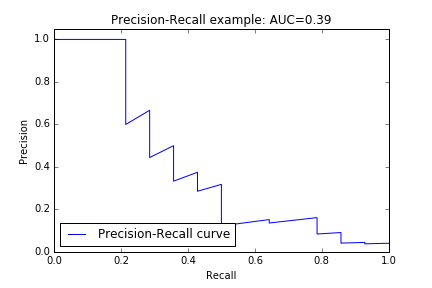 Precision-Recall example: AUC=0.39
1.0
0.8
0.6
0.4
0.2
0.0
Precision
Precision-Recall curve
0.0 0.2 0.4 0.6 0.8 1.0
Recall